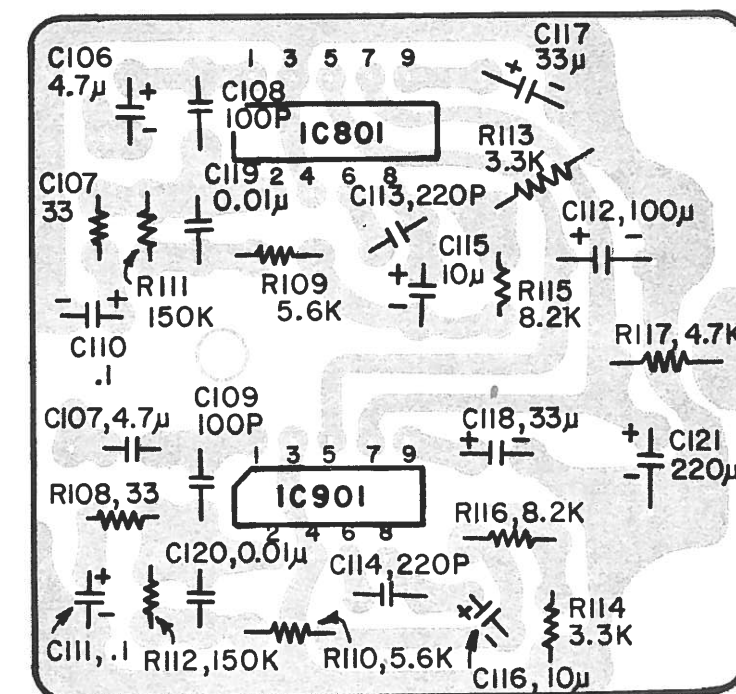 C106
4.7μ
+
-
C108
100P
1 3 5 7 9
IC801
2 4 6 8
C117
33μ
+ -
R113
3.3K
C107
33
C119
0.01μ
C113,220P
C112,100μ
+ -
R111
150K
R109
5.6K
C115
10μ
+
-
R115
8.2K
- +
C110
.1
R117,4.7K
C107,4.7μ
C109
100P
1 3 5 7 9
IC901
2 4 6 8
C118,33μ
+ -
+
-
C121
220μ
R108,33
R116,8.2K
C120,0.01μ
C114,220P
+
-
C111,.1
R112,150K
R110,5.6K
+
-
C116,10μ
R114
3.3K